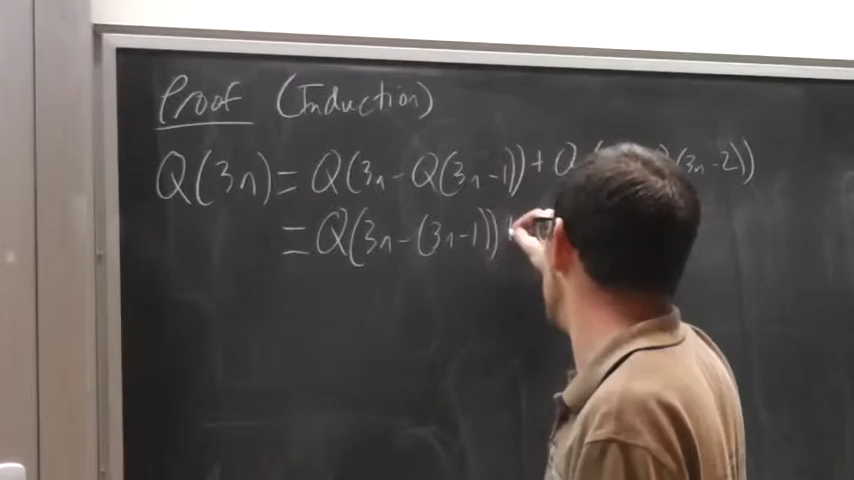 Proof (Induction)
Q(3n) = Q(3n-Q(3n-1)) + Q (3n-2))
= Q(3n-(3n-1))